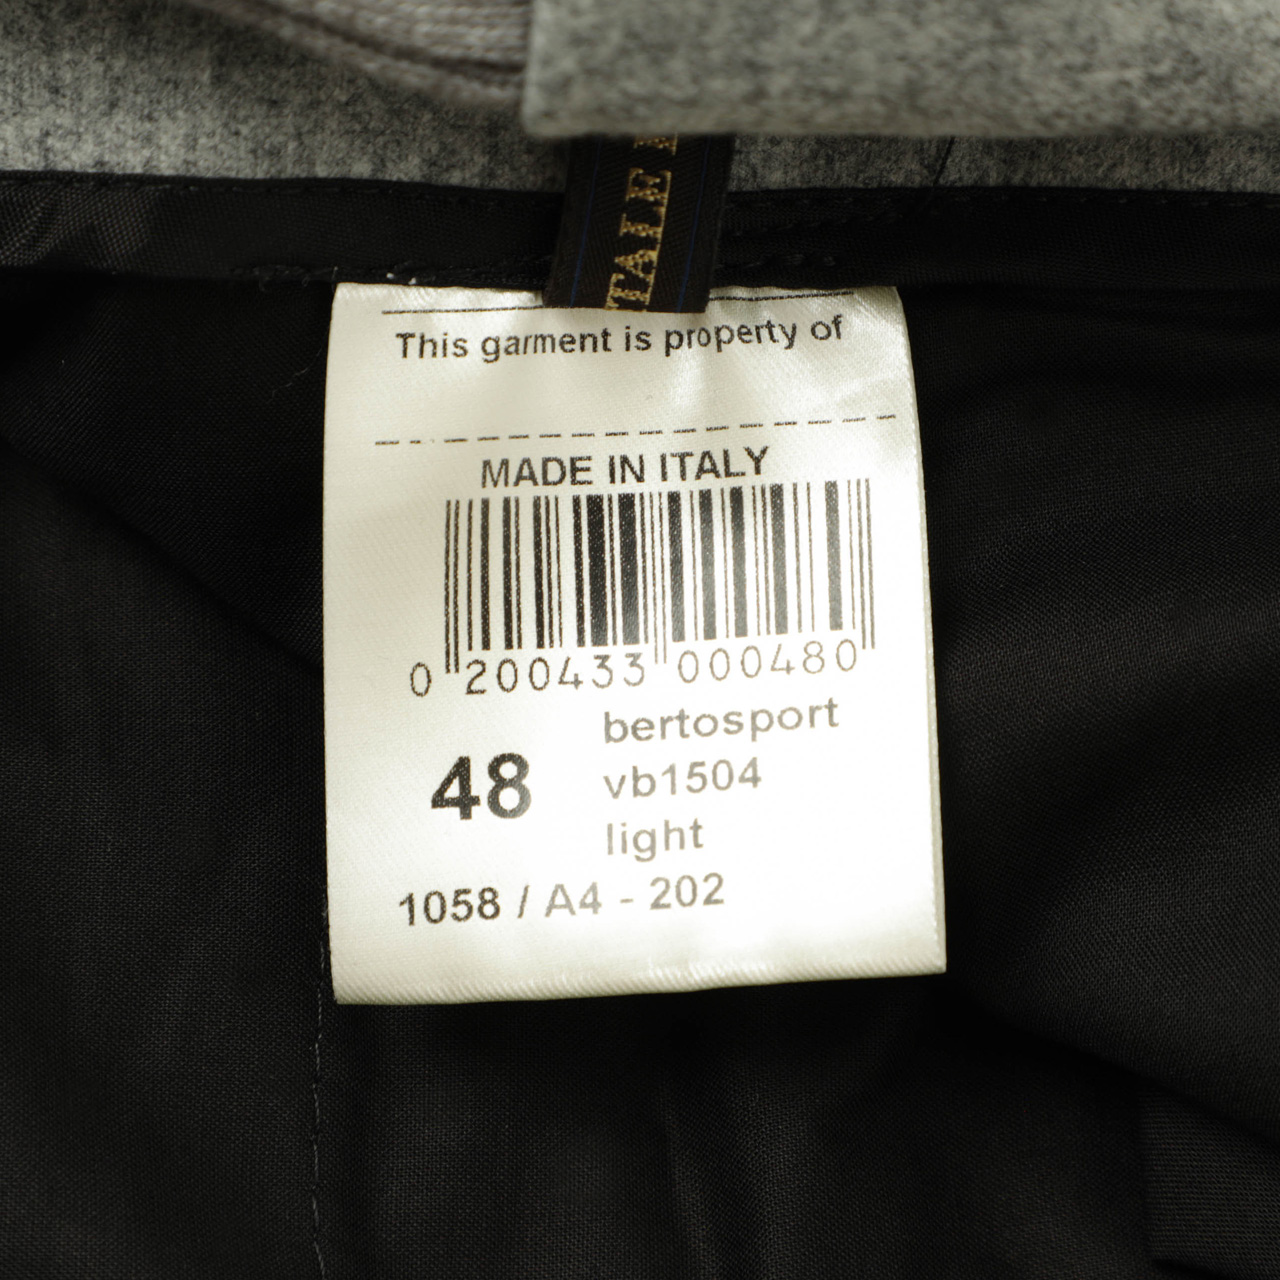 This garment is property of
MADE IN ITALY
0 200433 000480
bertosport
48
vb1504
light
1058 / A4 - 202